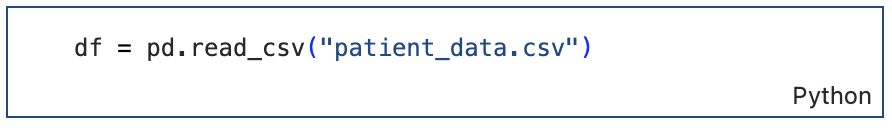 df = pd.read_csv("patient_data.csv")
Python